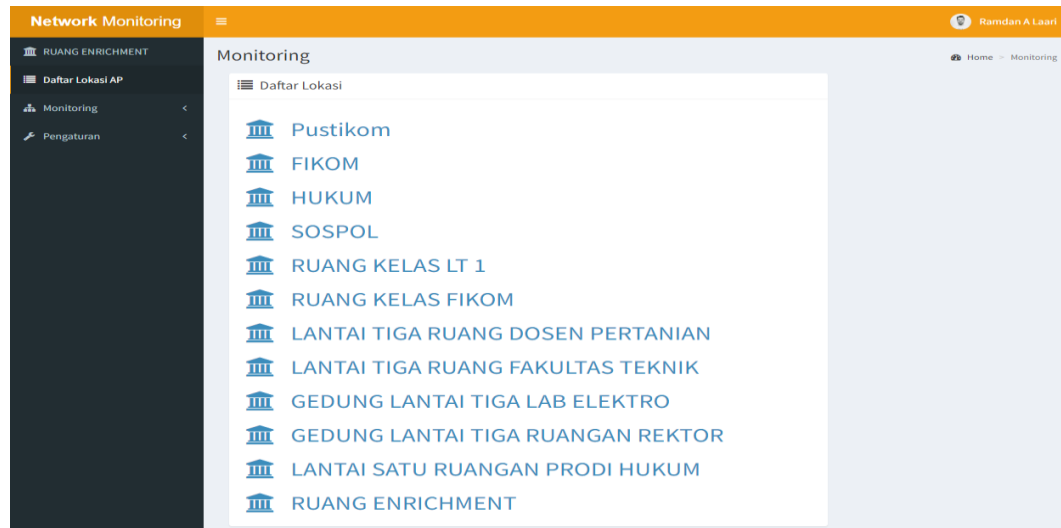 Network Monitoring
Ramdan A Laari
RUANG ENRICHMENT
Daftar Lokasi AP
Monitoring
Pengaturan
Monitoring
Home > Monitoring
Daftar Lokasi
Pustikom
FIKOM
HUKUM
SOSPOL
RUANG KELAS LT 1
RUANG KELAS FIKOM
LANTAI TIGA RUANG DOSEN PERTANIAN
LANTAI TIGA RUANG FAKULTAS TEKNIK
GEDUNG LANTAI TIGA LAB ELEKTRO
GEDUNG LANTAI TIGA RUANGAN REKTOR
LANTAI SATU RUANGAN PRODI HUKUM
RUANG ENRICHMENT